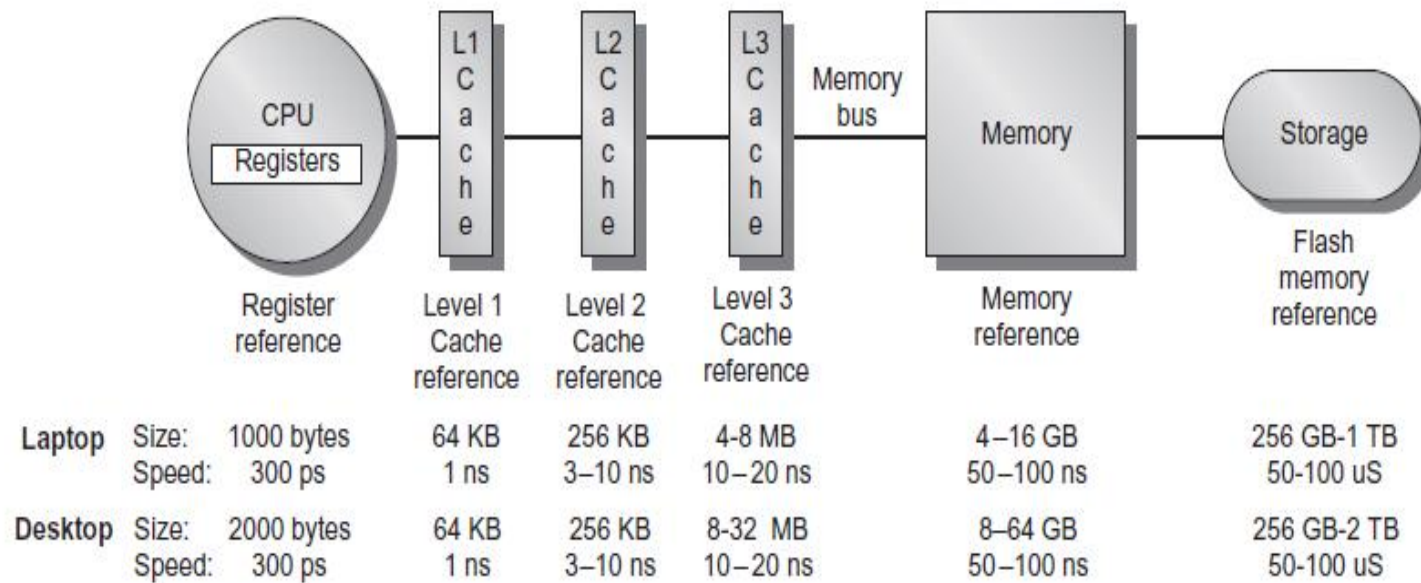 CPU
Registers
L1
C
a
c
h
e
L2
C
a
c
h
e
L3
C
a
c
h
e
Memory
bus
Memory
Storage
Register
reference
Level 1
Cache
reference
Level 2
Cache
reference
Level 3
Cache
reference
Memory
reference
Flash
memory
reference
Laptop Size: 1000 bytes 64 KB 256 KB 4-8 MB 4–16 GB 256 GB-1 TB
Speed: 300 ps 1 ns 3–10 ns 10–20 ns 50–100 ns 50-100 uS
Desktop Size: 2000 bytes 64 KB 256 KB 8-32 MB 8–64 GB 256 GB-2 TB
Speed: 300 ps 1 ns 3–10 ns 10–20 ns 50–100 ns 50-100 uS